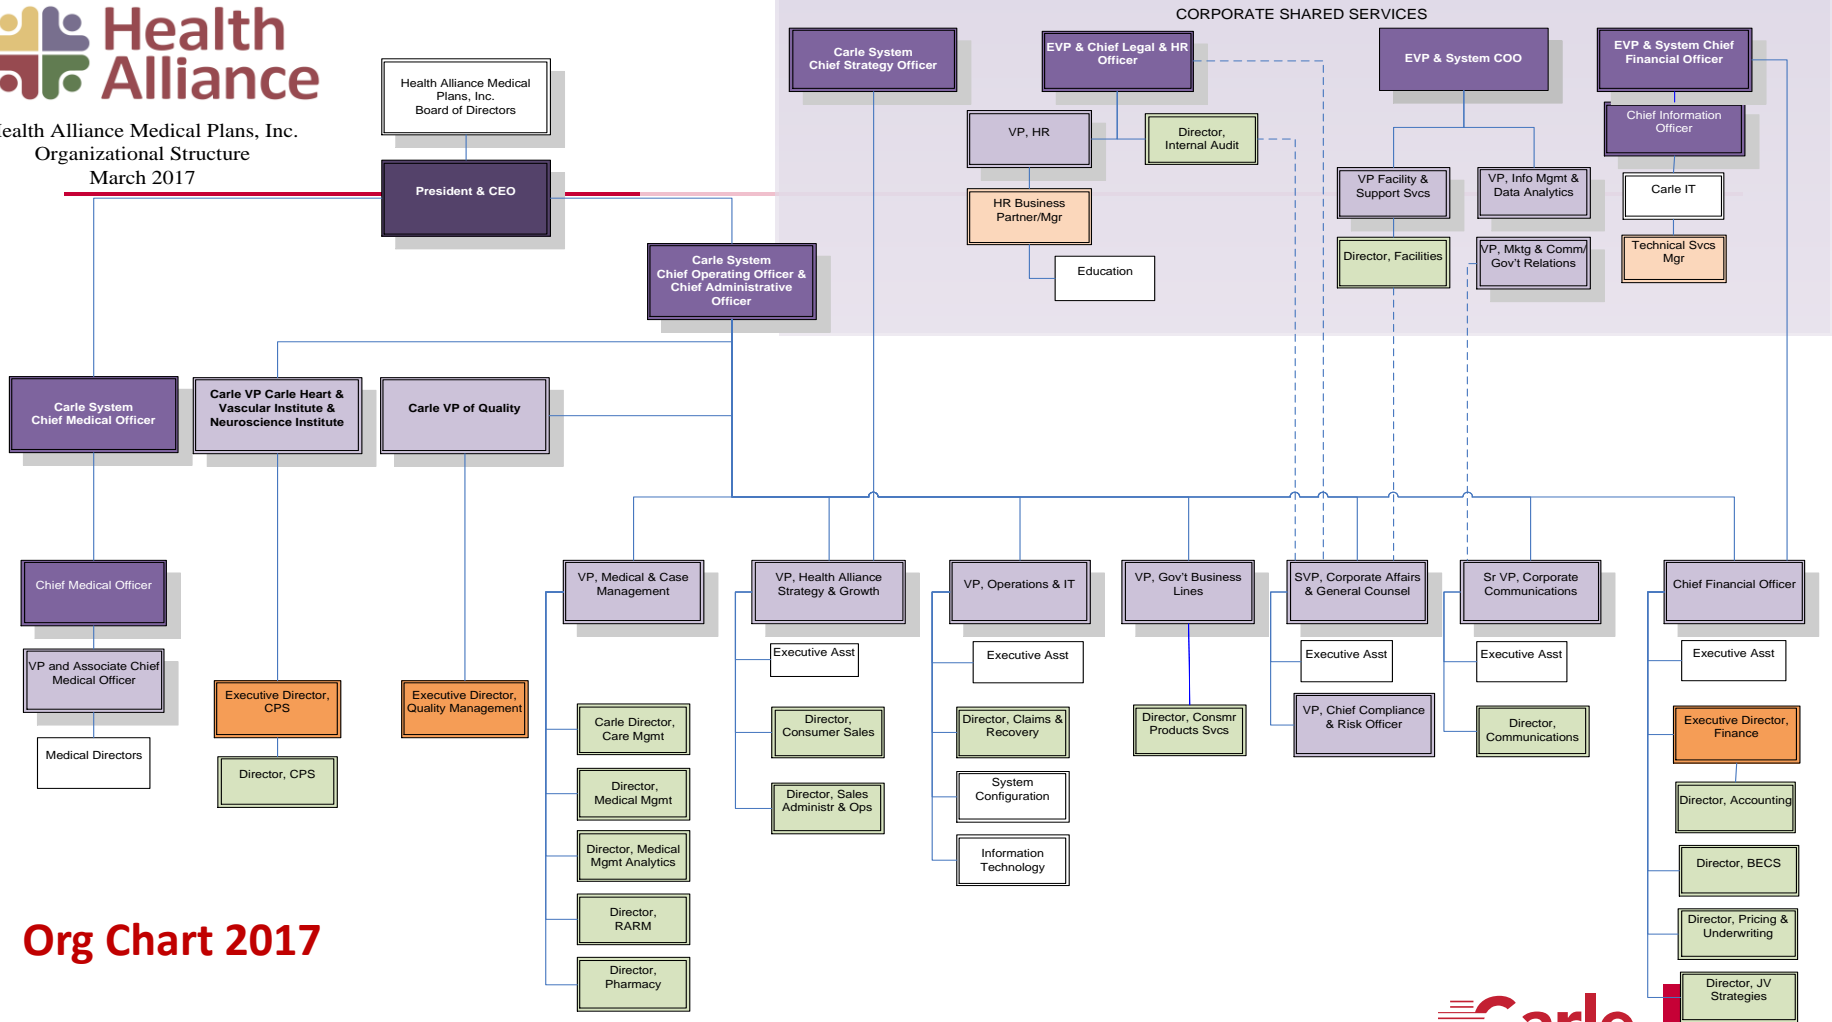 Health
Alliance
Health Alliance Medical Plans, Inc.
Organizational Structure
March 2017
Health Alliance Medical
Plans, Inc.
Board of Directors
President & CEO
CORPORATE SHARED SERVICES
Carle System
Chief Strategy Officer
EVP & Chief Legal & HR
Officer
EVP & System COO
EVP & System Chief
Financial Officer
VP, HR
Director,
Internal Audit
Chief Information
Officer
VP Facility &
Support Svcs
VP, Info Mgmt &
Data Analytics
Carle IT
HR Business
Partner/Mgr
Director, Facilities
VP, Mktg & Comm/
Gov't Relations
Technical Svcs
Mgr
Education
Carle System
Chief Operating Officer &
Chief Administrative
Officer
Carle System
Chief Medical Officer
Carle VP Carle Heart &
Vascular Institute &
Neuroscience Institute
Carle VP of Quality
Chief Medical Officer
VP and Associate Chief
Medical Officer
Medical Directors
Executive Director,
CPS
Director, CPS
Executive Director,
Quality Management
VP, Medical & Case
Management
Carle Director,
Care Mgmt
Director,
Medical Mgmt
Director, Medical
Mgmt Analytics
Director,
RARM
Director,
Pharmacy
VP, Health Alliance
Strategy & Growth
Executive Asst
Director,
Consumer Sales
Director, Sales
Administr & Ops
VP, Operations & IT
Executive Asst
Director, Claims &
Recovery
System
Configuration
Information
Technology
VP, Gov't Business
Lines
Director, Consmr
Products Svcs
SVP, Corporate Affairs
& General Counsel
Executive Asst
VP, Chief Compliance
& Risk Officer
Sr VP, Corporate
Communications
Executive Asst
Director,
Communications
Chief Financial Officer
Executive Asst
Executive Director,
Finance
Director, Accounting
Director, BECS
Director, Pricing &
Underwriting
Director, JV
Strategies
Org Chart 2017
Carle